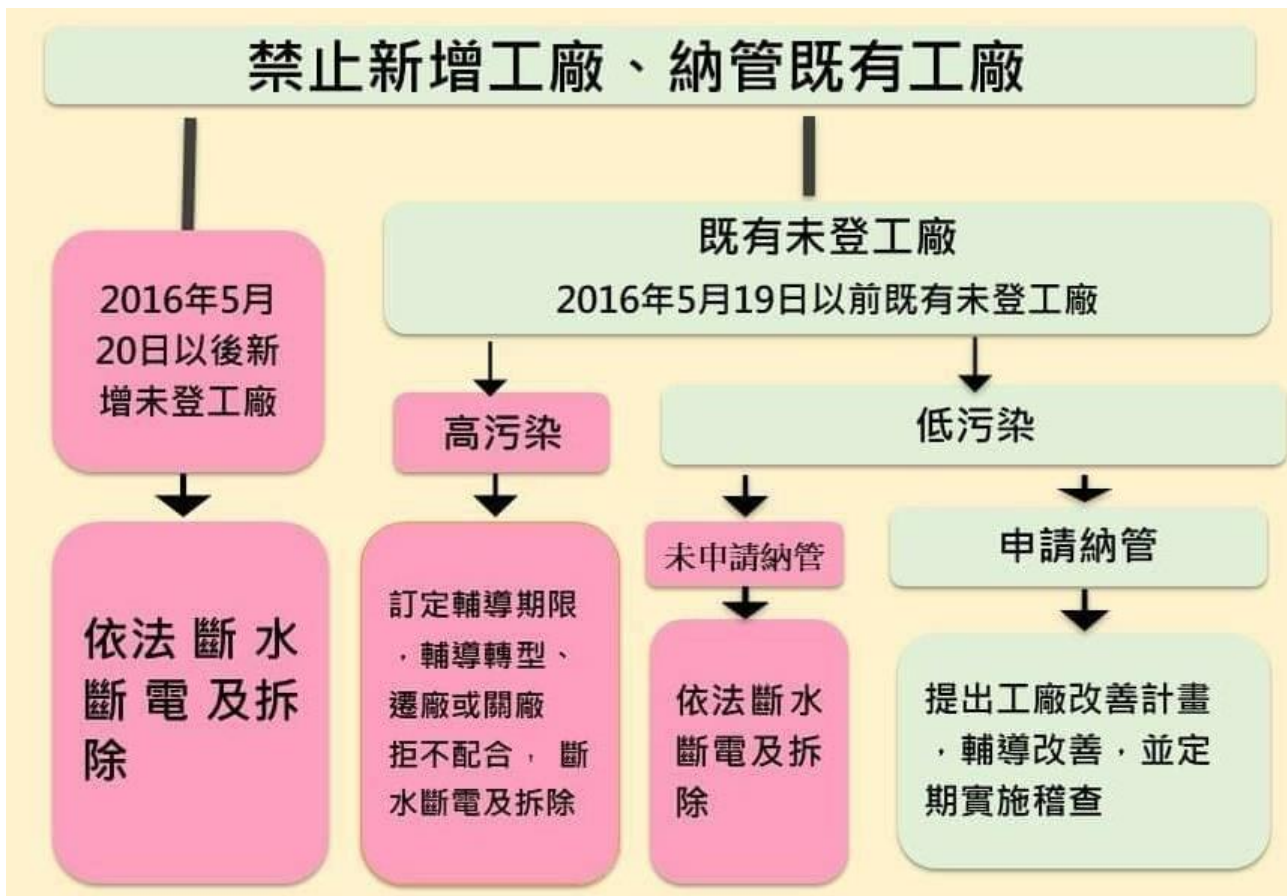 禁止新增工廠、納管既有工廠
2016年5月
20日以後新
增未登工廠
依法斷水
斷電及拆
除
既有未登工廠
2016年5月19日以前既有未登工廠
高污染
訂定輔導期限
，輔導轉型、
遷廠或關廠
拒不配合，斷
水斷電及拆除
低污染
未申請納管
依法斷水
斷電及拆
除
申請納管
提出工廠改善計畫
，輔導改善，並定
期實施稽查